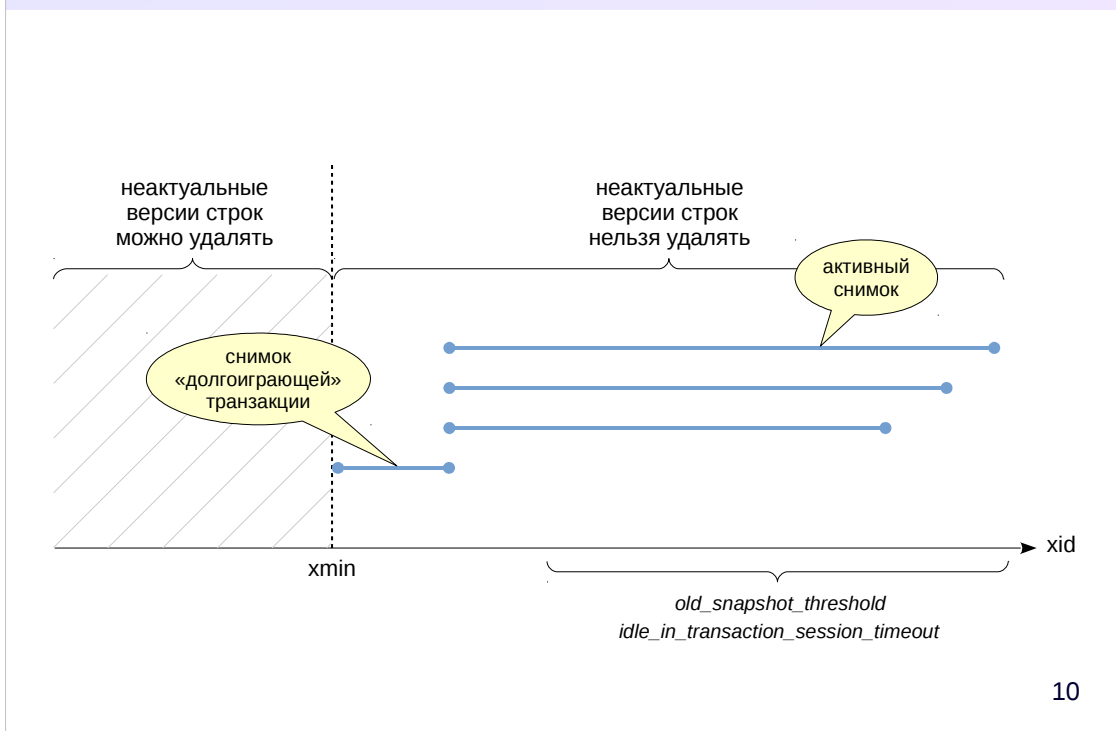 неактуальные
версии строк
можно удалять
неактуальные
версии строк
нельзя удалять
активный
снимок
снимок
«долгоиграющей»
транзакции
xid
xmin
old_snapshot_threshold
idle_in_transaction_session_timeout
10